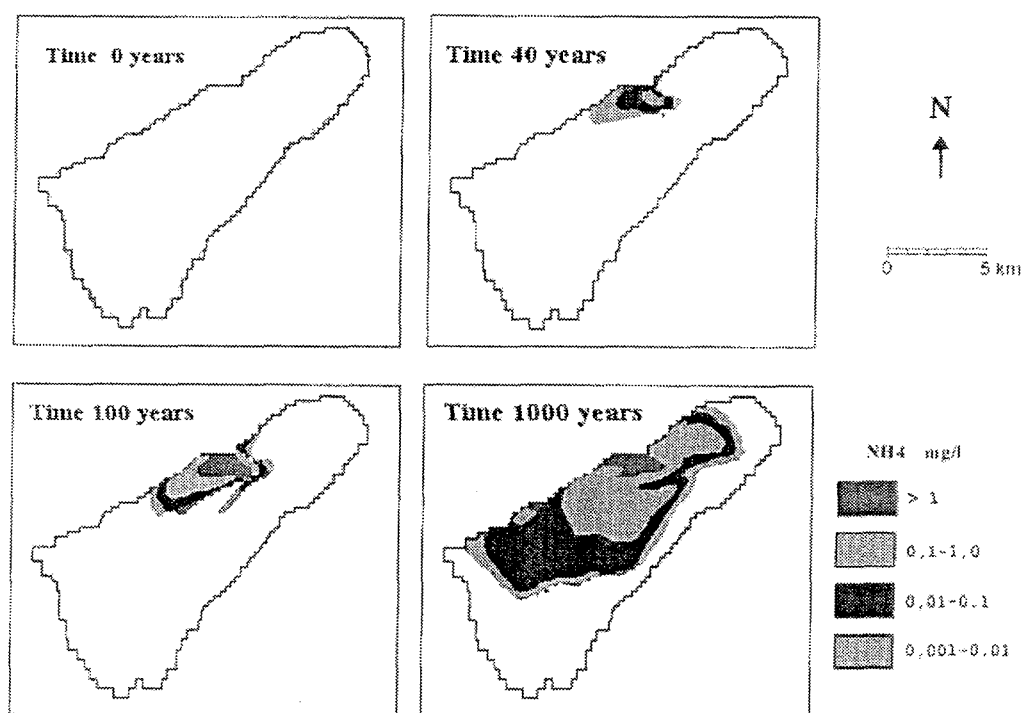 Time 0 years
Time 40 years
N
0 5 km
Time 100 years
Time 1000 years
NH4 mg/l
> 1
0,1-1,0
0,01-0.1
0,001-0.01